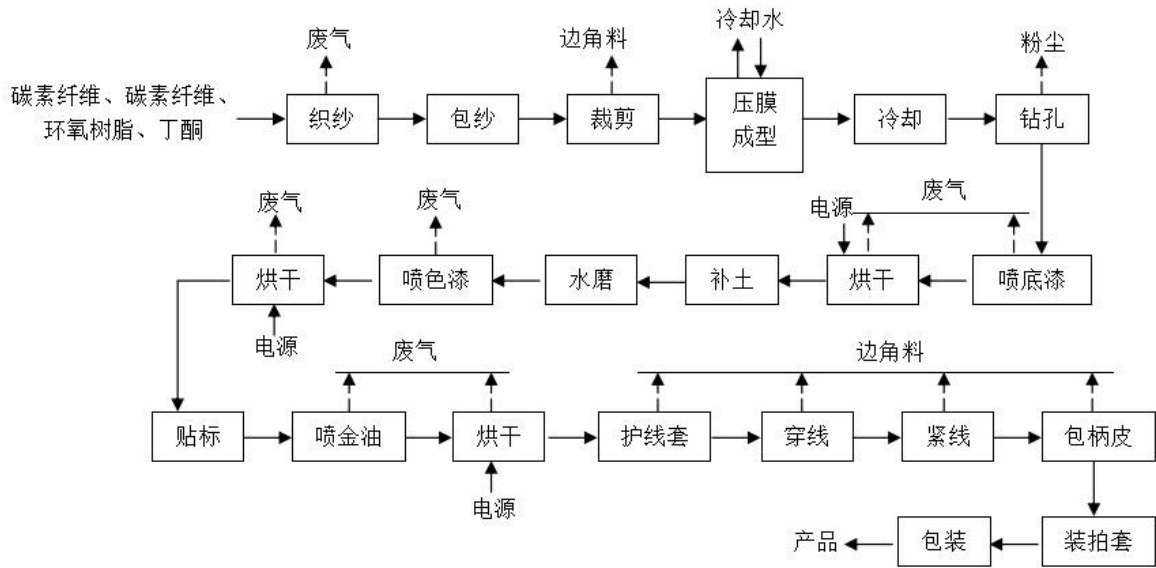 废气
边角料
冷却水
粉尘
碳素纤维、碳素纤维、
环氧树脂、丁酮
织纱
包纱
裁剪
压膜
成型
冷却
钻孔
废气
废气
电源
废气
烘干
喷色漆
水磨
补土
烘干
喷底漆
电源
废气
边角料
贴标
喷金油
烘干
护线套
穿线
紧线
包柄皮
电源
产品
包装
装拍套